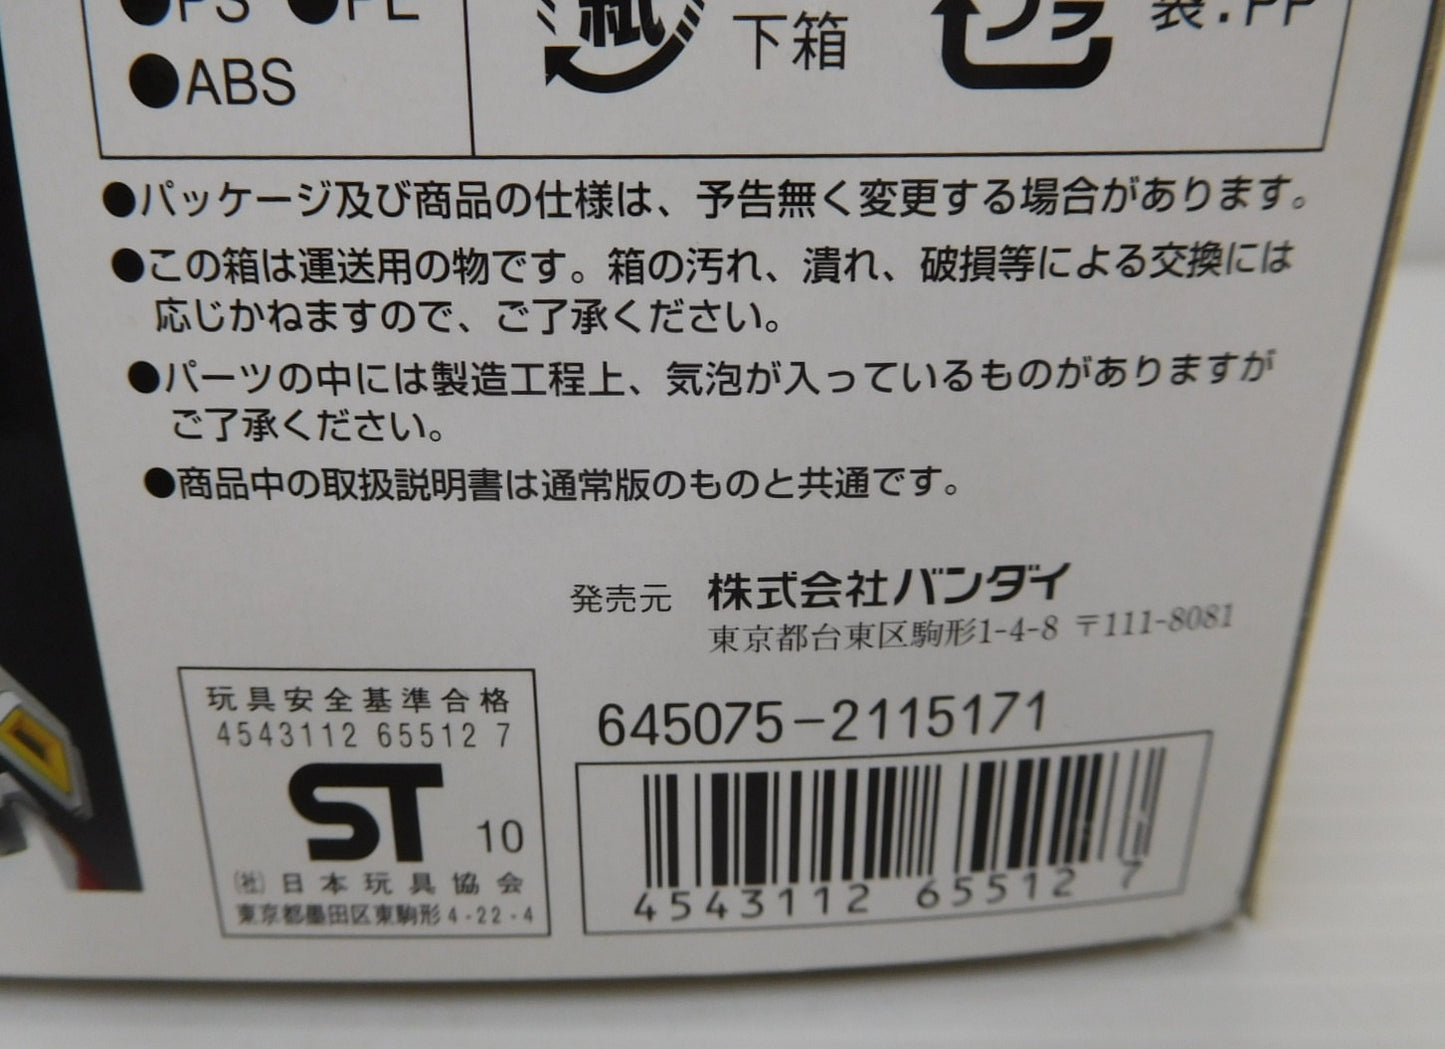 ●PS ●PE
●ABS
紙
下箱
プラ
袋.PP
●パッケージ及び商品の仕様は、予告無く変更する場合があります。
●この箱は運送用の物です。箱の汚れ、潰れ、破損等による交換には
応じかねますので、ご了承ください。
●パーツの中には製造工程上、気泡が入っているものがありますが
ご了承ください。
●商品中の取扱説明書は通常版のものと共通です。
発売元 株式会社バンダイ
東京都台東区駒形1-4-8 〒111-8081
玩具安全基準合格
4543112 65512 7
ST 10
(社)日本玩具協会
東京都墨田区東駒形4-22-4
645075-2115171
4543112 65512 7